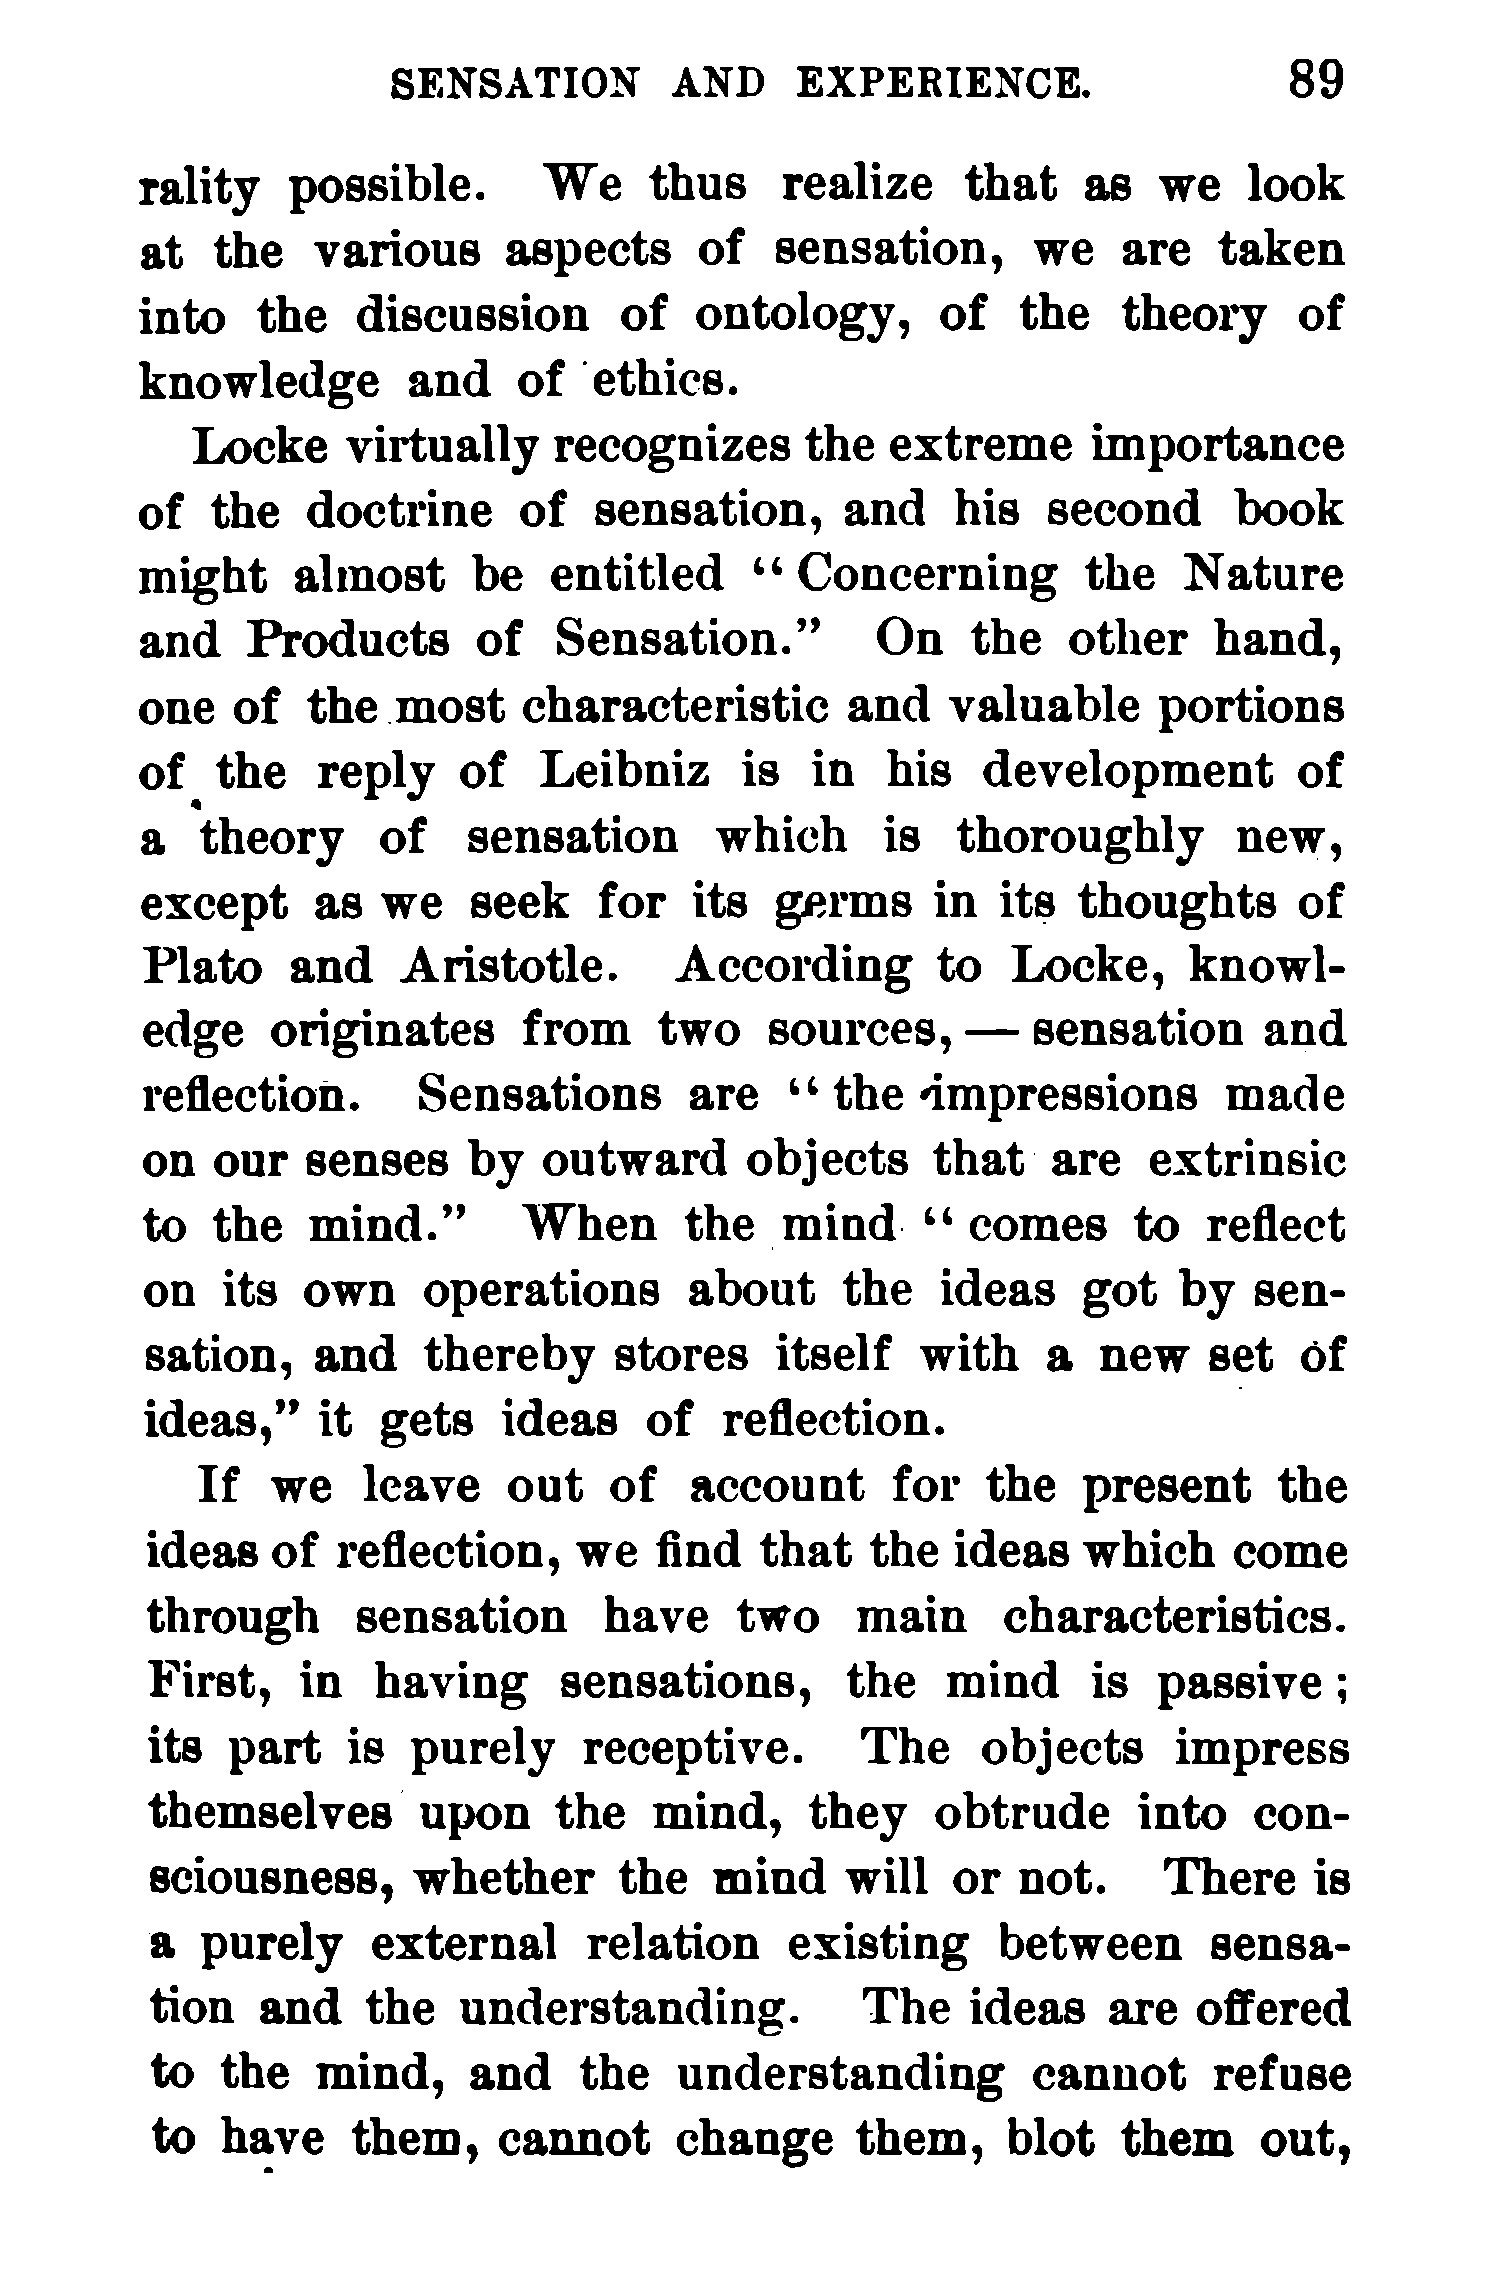 SENSATION AND EXPERIENCE. 89
rality possible. We thus realize that as we look
at the various aspects of sensation, we are taken
into the discussion of ontology, of the theory of
knowledge and of ethics.
Locke virtually recognizes the extreme importance
of the doctrine of sensation, and his second book
might almost be entitled "Concerning the Nature
and Products of Sensation." On the other hand,
one of the most characteristic and valuable portions
of the reply of Leibniz is in his development of
a theory of sensation which is thoroughly new,
except as we seek for its germs in its thoughts of
Plato and Aristotle. According to Locke, knowl-
edge originates from two sources, — sensation and
reflection. Sensations are "the impressions made
on our senses by outward objects that are extrinsic
to the mind." When the mind "comes to reflect
on its own operations about the ideas got by sen-
sation, and thereby stores itself with a new set of
ideas," it gets ideas of reflection.
If we leave out of account for the present the
ideas of reflection, we find that the ideas which come
through sensation have two main characteristics.
First, in having sensations, the mind is passive;
its part is purely receptive. The objects impress
themselves upon the mind, they obtrude into con-
sciousness, whether the mind will or not. There is
a purely external relation existing between sensa-
tion and the understanding. The ideas are offered
to the mind, and the understanding cannot refuse
to have them, cannot change them, blot them out,